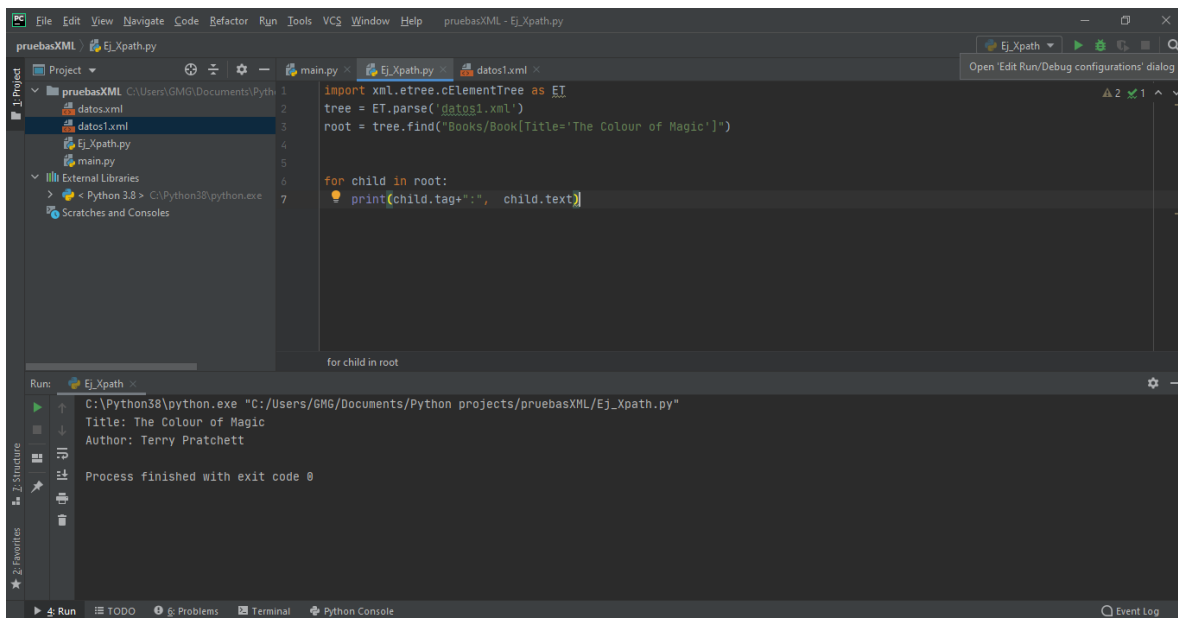 PC File Edit View Navigate Code Refactor Run Tools VCS Window Help pruebasXML - Ej_Xpath.py
pruebasXML Ej_Xpath.py
Ej_Xpath
Open 'Edit Run/Debug configurations' dialog
1: Project
Project
main.py Ej_Xpath.py datos1.xml
pruebasXML C:\Users\GMG\Documents\Pyth
datos.xml
datos1.xml
Ej_Xpath.py
main.py
External Libraries
< Python 3.8 > C:\Python38\python.exe
Scratches and Consoles
2 1
1 import xml.etree.cElementTree as ET
2 tree = ET.parse('datos1.xml')
3 root = tree.find("Books/Book[Title='The Colour of Magic']")
4
5
6 for child in root:
7 print(child.tag+":",  child.text)
for child in root
Run: Ej_Xpath
C:\Python38\python.exe "C:/Users/GMG/Documents/Python projects/pruebasXML/Ej_Xpath.py"
Title: The Colour of Magic
Author: Terry Pratchett
Process finished with exit code 0
7: Structure
2: Favorites
4: Run TODO 6: Problems Terminal Python Console Event Log